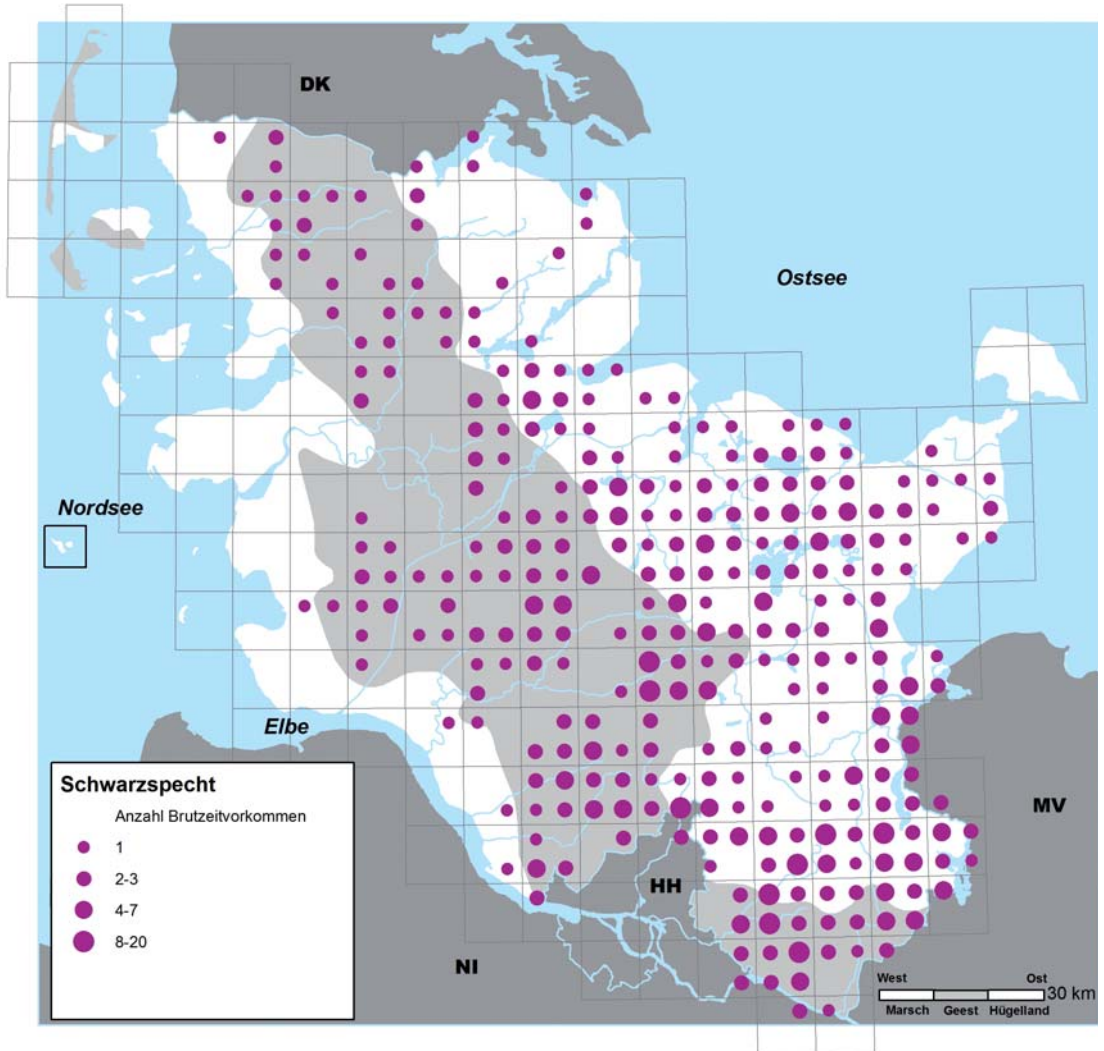 DK
Ostsee
Nordsee
Elbe
Schwarzspecht
Anzahl Brutzeitvorkommen
1
2-3
4-7
8-20
MV
HH
NI
West Ost
30 km
Marsch Geest Hügelland